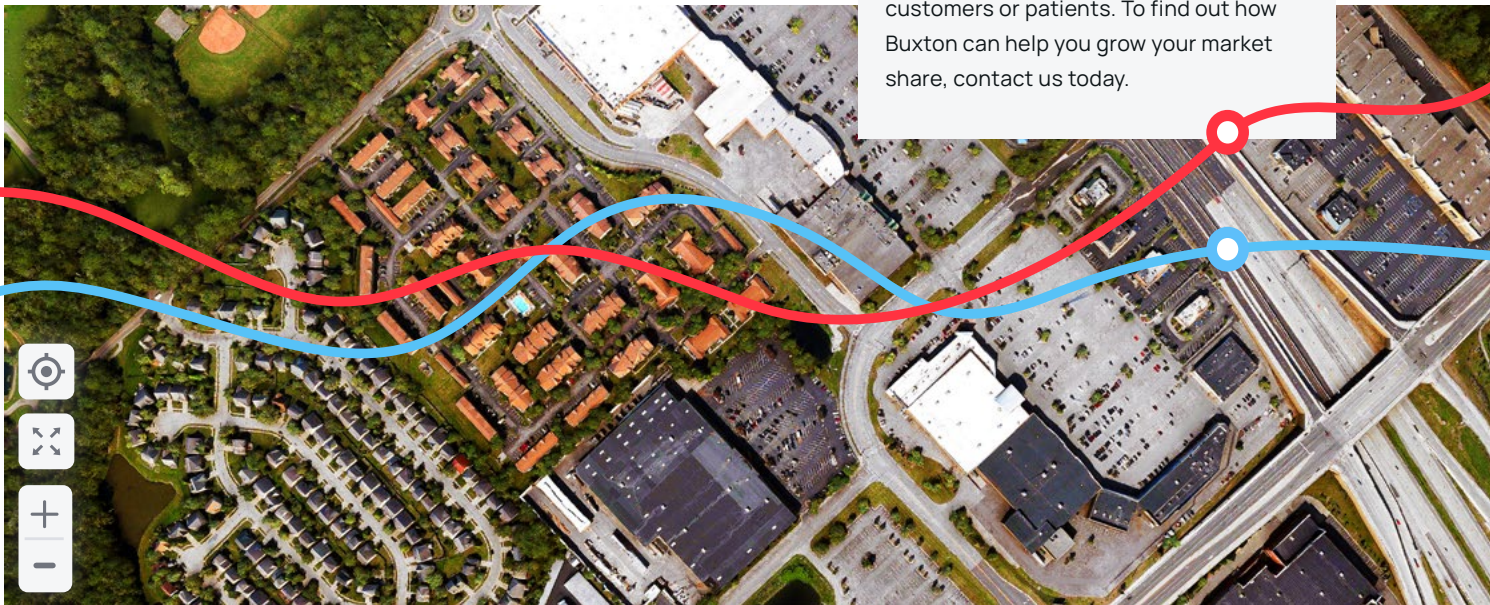 customers or patients. To find out how
Buxton can help you grow your market
share, contact us today.